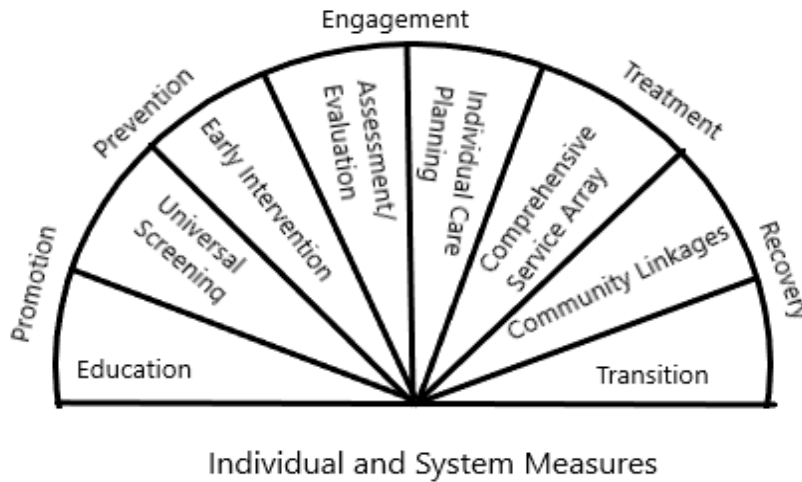 Engagement
Prevention
Treatment
Promotion
Recovery
Education
Universal
Screening
Early Intervention
Assessment/
Evaluation
Individual Care
Planning
Comprehensive
Service Array
Community Linkages
Transition
Individual and System Measures